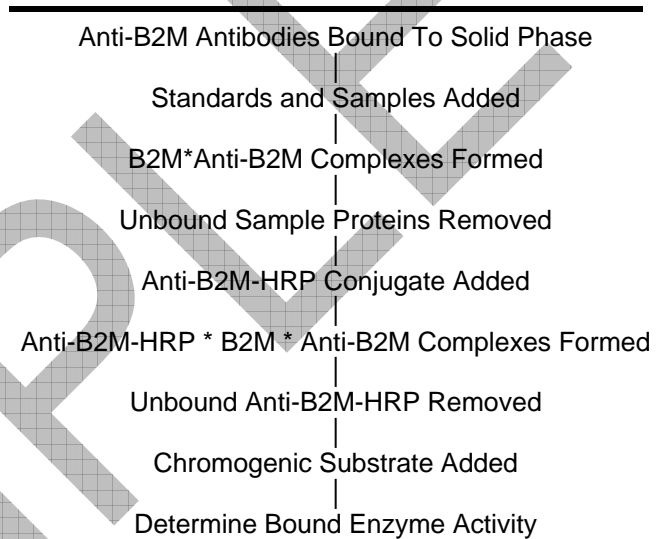 Anti-B2M Antibodies Bound To Solid Phase
|
Standards and Samples Added
|
B2M*Anti-B2M Complexes Formed
|
Unbound Sample Proteins Removed
|
Anti-B2M-HRP Conjugate Added
|
Anti-B2M-HRP * B2M * Anti-B2M Complexes Formed
|
Unbound Anti-B2M-HRP Removed
|
Chromogenic Substrate Added
|
Determine Bound Enzyme Activity